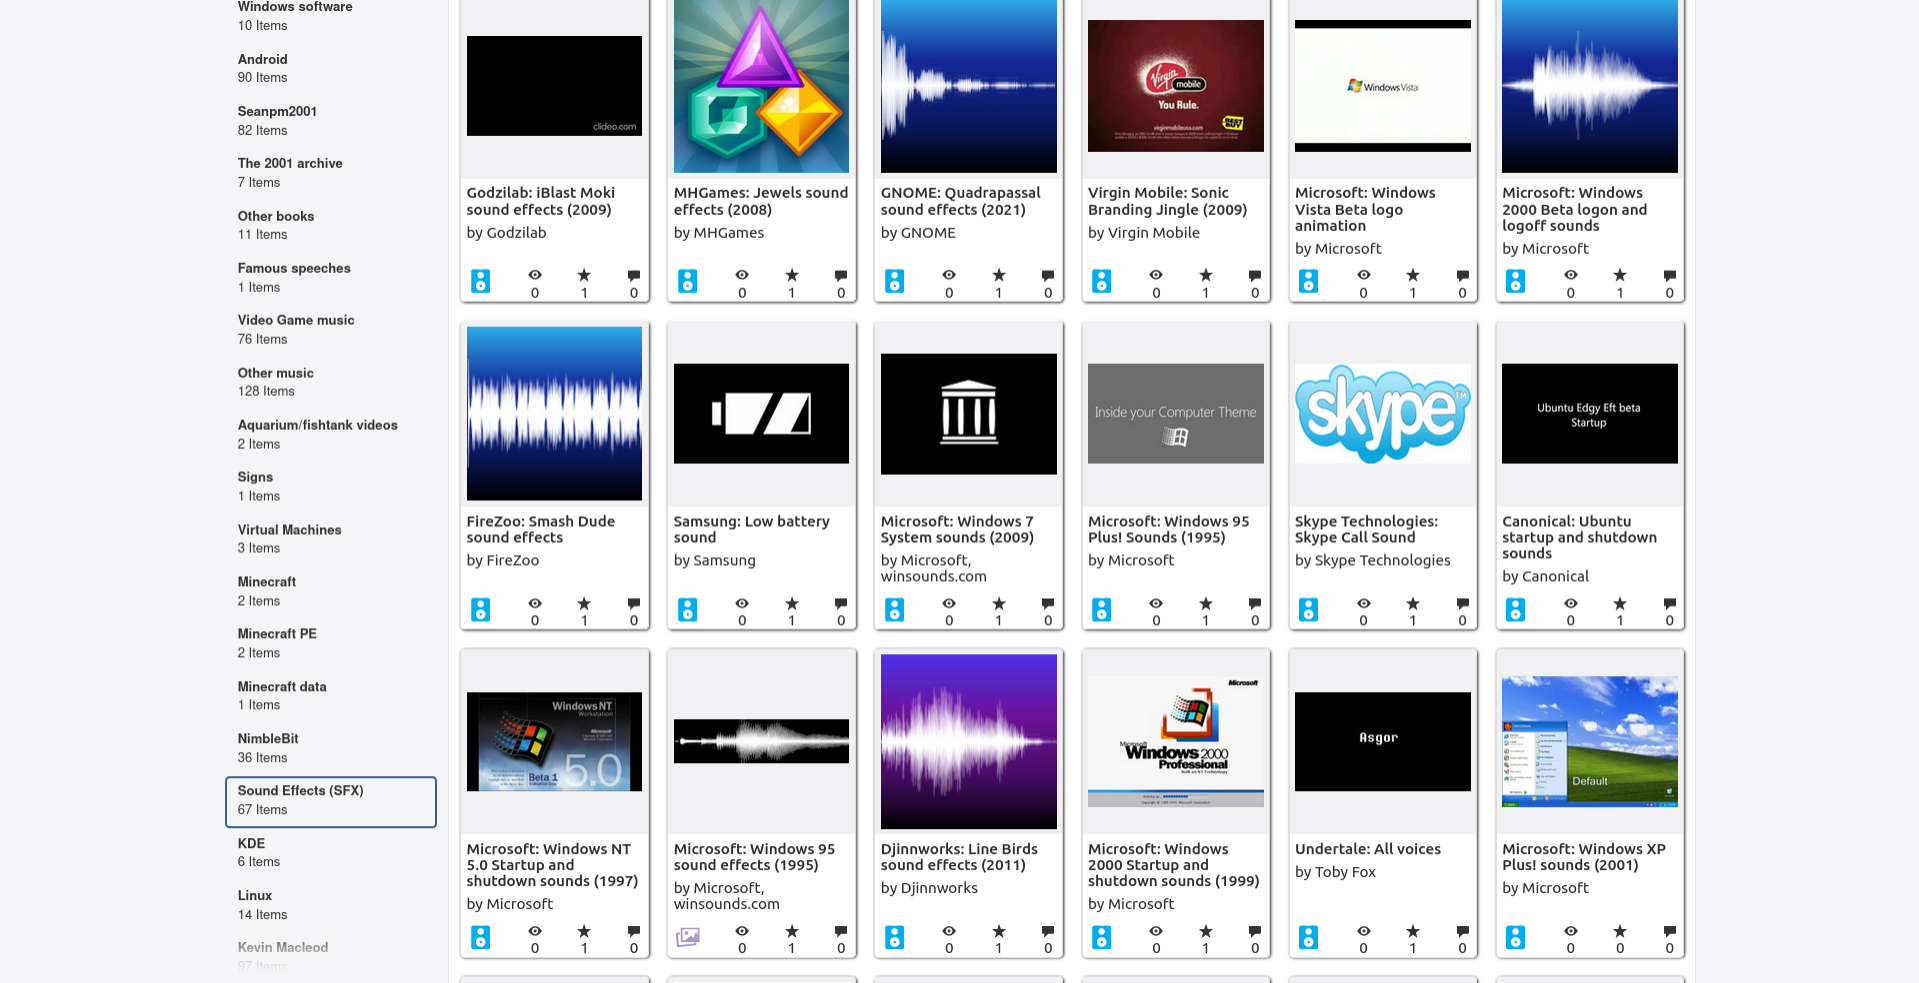 Windows software
10 Items
Android
90 Items
Seanpm2001
82 Items
The 2001 archive
7 Items
Other books
11 Items
Famous speeches
1 Items
Video Game music
76 Items
Other music
128 Items
Aquarium/fishtank videos
2 Items
Signs
1 Items
Virtual Machines
3 Items
Minecraft
2 Items
Minecraft PE
2 Items
Minecraft data
1 Items
NimbleBit
36 Items
Sound Effects (SFX)
67 Items
KDE
6 Items
Linux
14 Items
Kevin Macleod
97 Items
clideo.com
Godzilab: iBlast Moki
sound effects (2009)
by Godzilab
0 1 0
MHGames: Jewels sound
effects (2008)
by MHGames
0 1 0
GNOME: Quadrapassal
sound effects (2021)
by GNOME
0 1 0
Virgin
mobile
You Rule.
virginmobileusa.com
BEST BUY
Virgin Mobile: Sonic
Branding Jingle (2009)
by Virgin Mobile
0 1 0
Windows Vista
Microsoft: Windows
Vista Beta logo
animation
by Microsoft
0 1 0
Microsoft: Windows
2000 Beta logon and
logoff sounds
by Microsoft
0 1 0
FireZoo: Smash Dude
sound effects
by FireZoo
0 1 0
Samsung: Low battery
sound
by Samsung
0 1 0
Microsoft: Windows 7
System sounds (2009)
by Microsoft,
winsounds.com
0 1 0
Inside your Computer Theme
Microsoft: Windows 95
Plus! Sounds (1995)
by Microsoft
0 1 0
skype
TM
Skype Technologies:
Skype Call Sound
by Skype Technologies
0 1 0
Ubuntu Edgy Eft beta
Startup
Canonical: Ubuntu
startup and shutdown
sounds
by Canonical
0 1 0
Windows NT
Workstation
Microsoft
Beta 1
5.0
Microsoft: Windows NT
5.0 Startup and
shutdown sounds (1997)
by Microsoft
0 1 0
Microsoft: Windows 95
sound effects (1995)
by Microsoft,
winsounds.com
0 1 0
Djinnworks: Line Birds
sound effects (2011)
by Djinnworks
0 1 0
Microsoft
Microsoft
Windows 2000
Professional
Built on NT Technology
Microsoft: Windows
2000 Startup and
shutdown sounds (1999)
by Microsoft
0 1 0
Asgor
Undertale: All voices
by Toby Fox
0 1 0
Default
Microsoft: Windows XP
Plus! sounds (2001)
by Microsoft
0 0 0